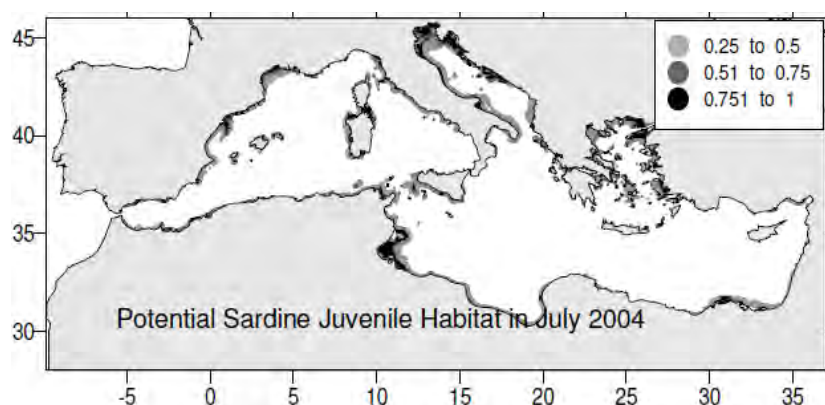 45
40
35
30
0.25 to 0.5
0.51 to 0.75
0.751 to 1
Potential Sardine Juvenile Habitat in July 2004
-5 0 5 10 15 20 25 30 35